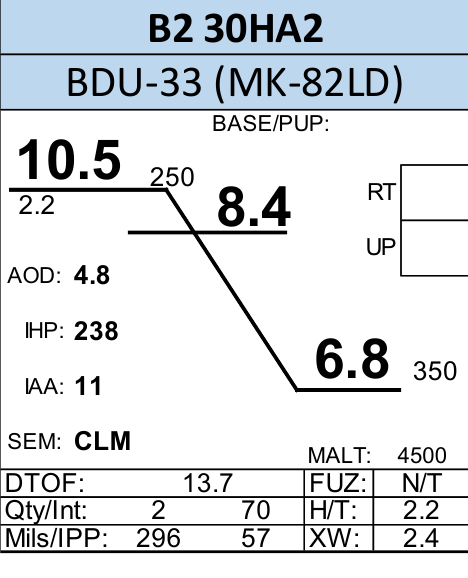 B2 30HA2
BDU-33 (MK-82LD)
BASE/PUP:
10.5 250
2.2
8.4
RT
UP
AOD: 4.8
IHP: 238
6.8 350
IAA: 11
SEM: CLM
MALT: 4500
DTOF: 13.7 FUZ: N/T
Qty/Int: 2 70 H/T: 2.2
Mils/IPP: 296 57 XW: 2.4